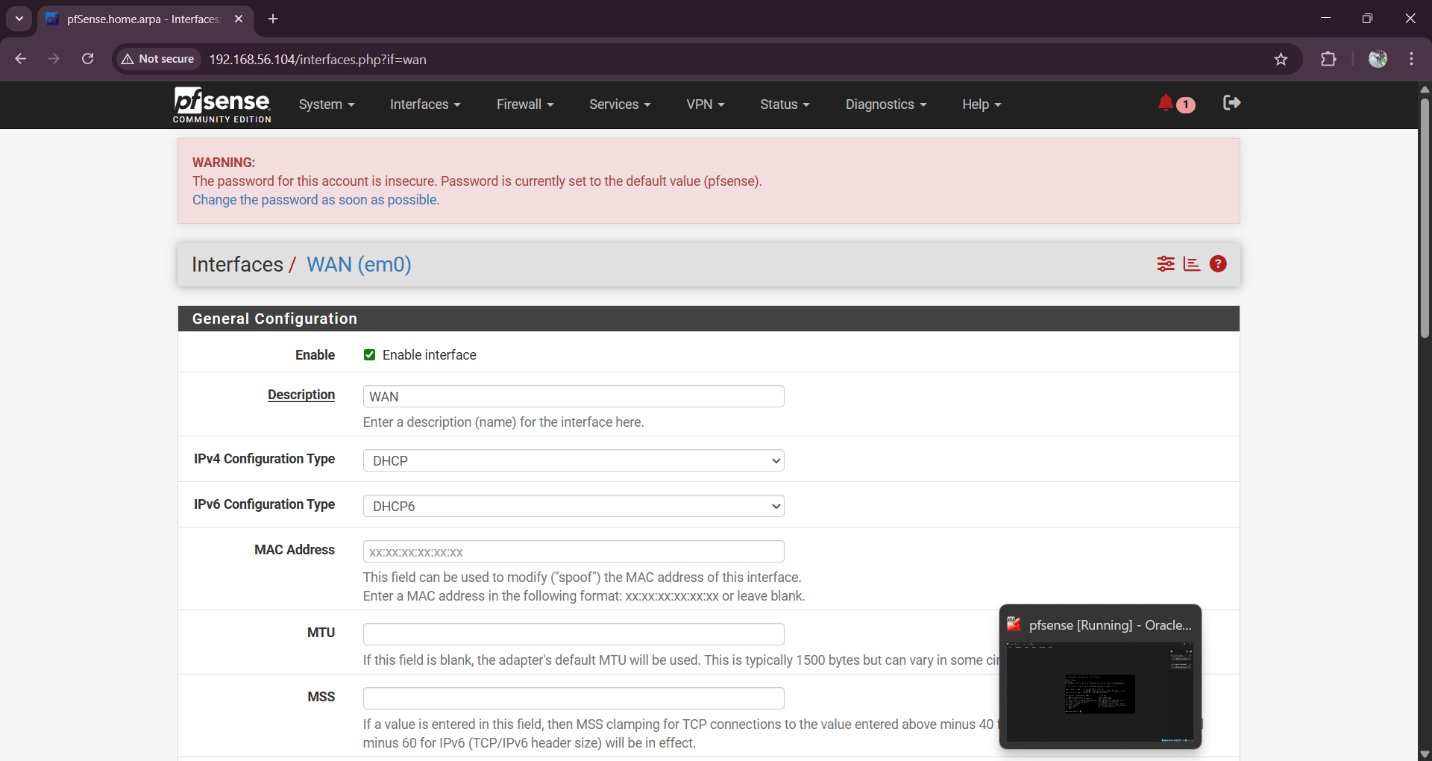 pfSense.home.arpa - Interfaces:
Not secure
192.168.56.104/interfaces.php?if=wan
pfsense
COMMUNITY EDITION
System
Interfaces
Firewall
Services
VPN
Status
Diagnostics
Help
1
WARNING:
The password for this account is insecure. Password is currently set to the default value (pfsense).
Change the password as soon as possible.
Interfaces / WAN (em0)
?
General Configuration
Enable
Enable interface
Description
WAN
Enter a description (name) for the interface here.
IPv4 Configuration Type
DHCP
IPv6 Configuration Type
DHCP6
MAC Address
xx:xx:xx:xx:xx:xx
This field can be used to modify ("spoof") the MAC address of this interface.
Enter a MAC address in the following format: xx:xx:xx:xx:xx:xx or leave blank.
MTU
If this field is blank, the adapter's default MTU will be used. This is typically 1500 bytes but can vary in some
MSS
If a value is entered in this field, then MSS clamping for TCP connections to the value entered above minus 40
minus 60 for IPv6 (TCP/IPv6 header size) will be in effect.
pfsense [Running] - Oracle...